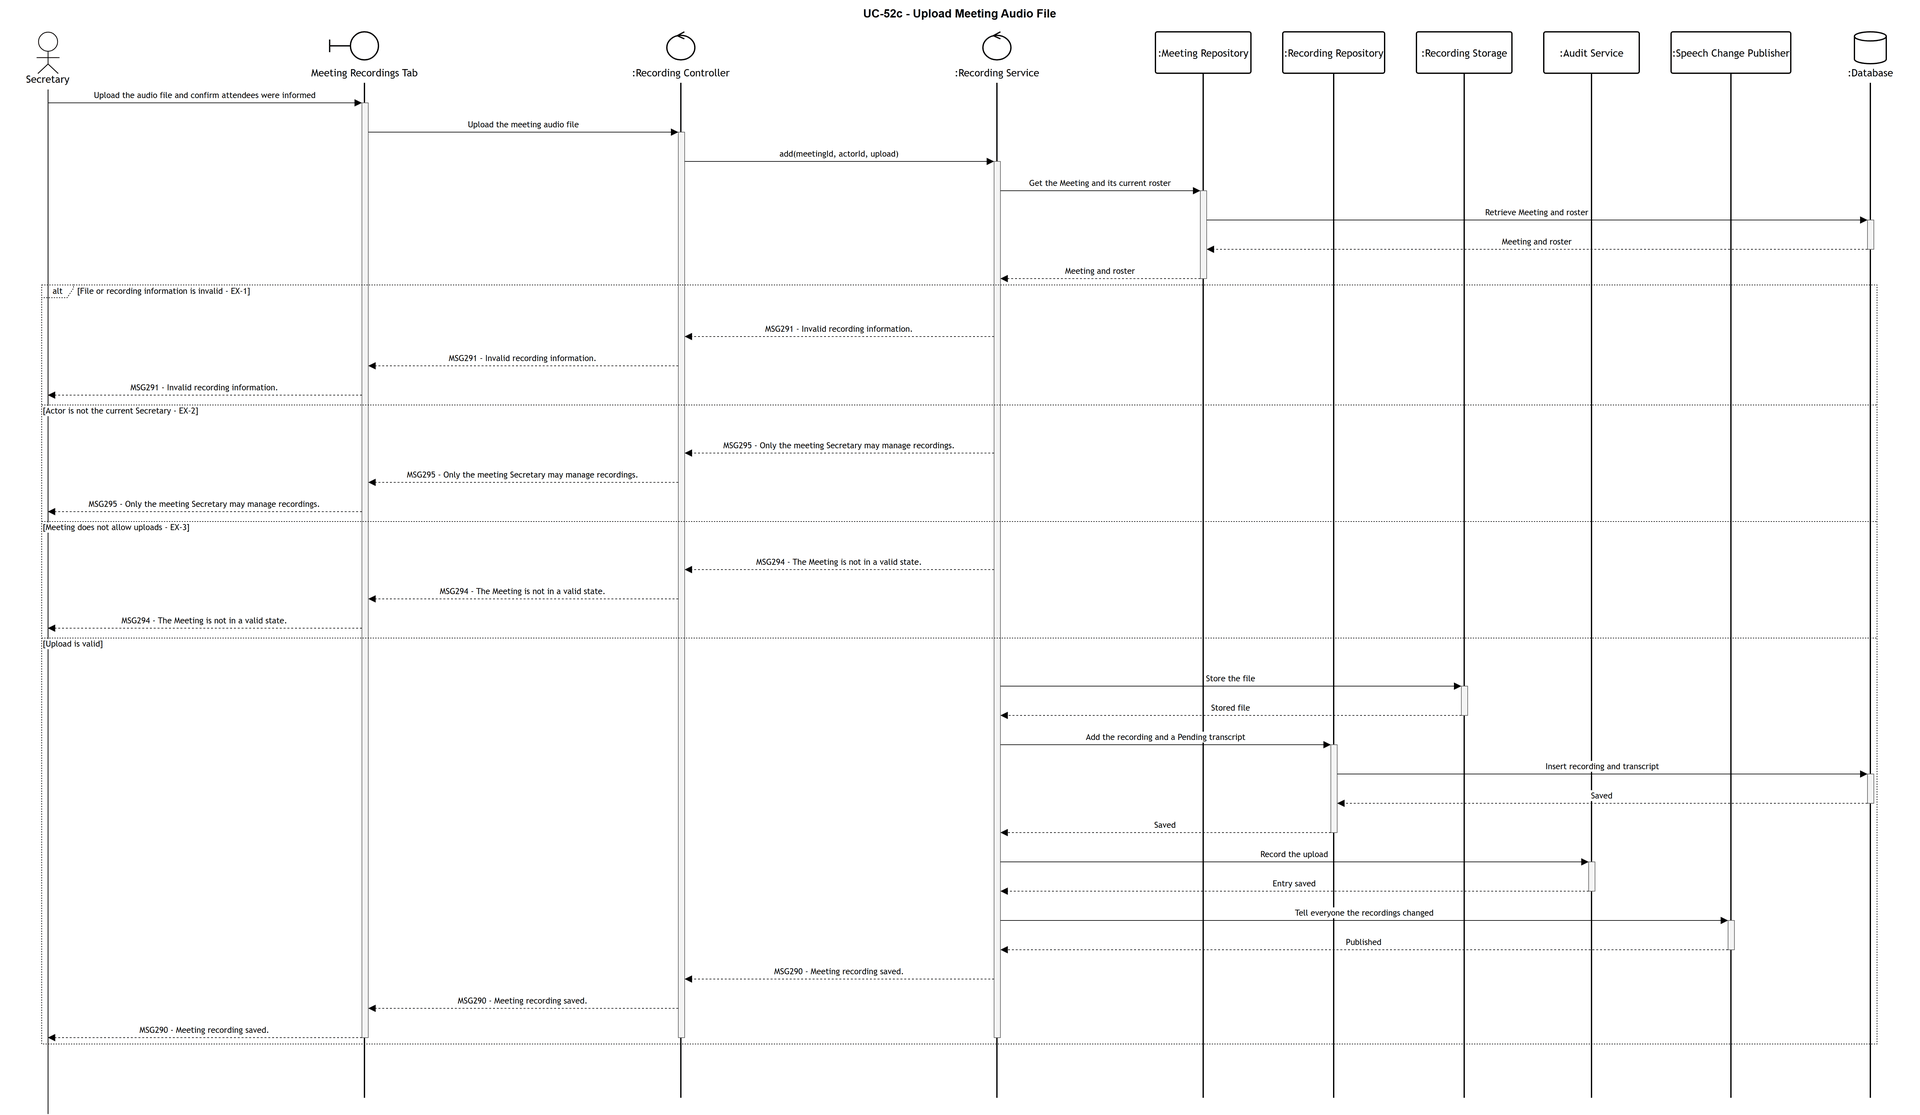 UC-52c - Upload Meeting Audio File
Secretary
Meeting Recordings Tab
:Recording Controller
:Recording Service
:Meeting Repository
:Recording Repository
:Recording Storage
:Audit Service
:Speech Change Publisher
:Database
Upload the audio file and confirm attendees were informed
Upload the meeting audio file
add(meetingId, actorId, upload)
Get the Meeting and its current roster
Retrieve Meeting and roster
Meeting and roster
Meeting and roster
alt [File or recording information is invalid - EX-1]
MSG291 - Invalid recording information.
MSG291 - Invalid recording information.
MSG291 - Invalid recording information.
[Actor is not the current Secretary - EX-2]
MSG295 - Only the meeting Secretary may manage recordings.
MSG295 - Only the meeting Secretary may manage recordings.
MSG295 - Only the meeting Secretary may manage recordings.
[Meeting does not allow uploads - EX-3]
MSG294 - The Meeting is not in a valid state.
MSG294 - The Meeting is not in a valid state.
MSG294 - The Meeting is not in a valid state.
[Upload is valid]
Store the file
Stored file
Add the recording and a Pending transcript
Insert recording and transcript
Saved
Saved
Record the upload
Entry saved
Tell everyone the recordings changed
Published
MSG290 - Meeting recording saved.
MSG290 - Meeting recording saved.
MSG290 - Meeting recording saved.